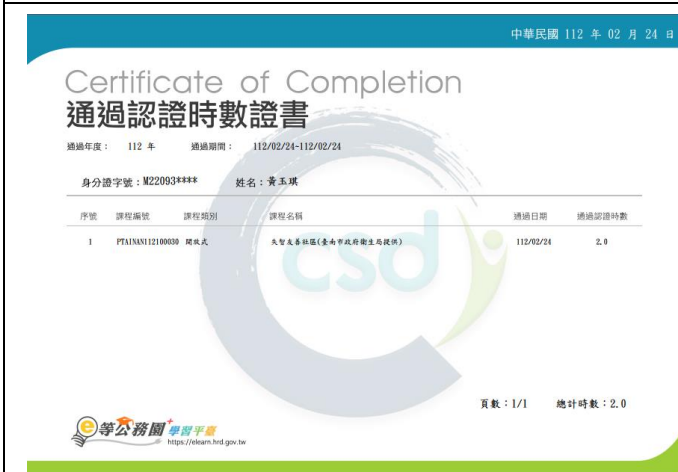 中華民國 112 年 02 月 24 日
Certificate of Completion
通過認證時數證書
通過年度： 112 年 通過期間： 112/02/24-112/02/24
身分證字號：M22093**** 姓名：黃玉琪
序號 課程編號 課程類別 課程名稱 通過日期 通過認證時數
1 PTAINAN112100030 開放式 失智友善社區(臺南市政府衛生局提供) 112/02/24 2.0
csd
頁數：1/1 總計時數：2.0
e等公務園+學習平臺
https://elearn.hrd.gov.tw